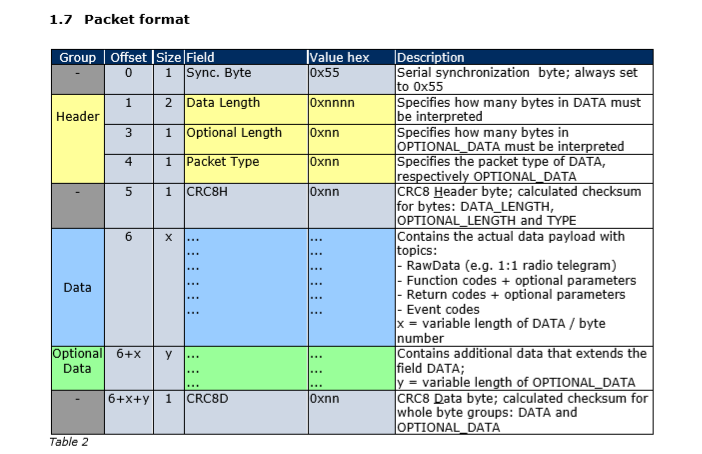 1.7 Packet format
Group Offset Size Field Value hex Description
- 0 1 Sync. Byte 0x55 Serial synchronization byte; always set
to 0x55
Header 1 2 Data Length 0xnnnn Specifies how many bytes in DATA must
be interpreted
3 1 Optional Length 0xnn Specifies how many bytes in
OPTIONAL_DATA must be interpreted
4 1 Packet Type 0xnn Specifies the packet type of DATA,
respectively OPTIONAL_DATA
- 5 1 CRC8H 0xnn CRC8 Header byte; calculated checksum
for bytes: DATA_LENGTH,
OPTIONAL_LENGTH and TYPE
Data 6 x ... ... Contains the actual data payload with
... ... topics:
... ... - RawData (e.g. 1:1 radio telegram)
... ... - Function codes + optional parameters
... ... - Return codes + optional parameters
... ... - Event codes
x = variable length of DATA / byte
number
Optional 6+x y ... ... Contains additional data that extends the
Data ... ... field DATA;
... ... y = variable length of OPTIONAL_DATA
- 6+x+y 1 CRC8D 0xnn CRC8 Data byte; calculated checksum for
whole byte groups: DATA and
OPTIONAL_DATA
Table 2